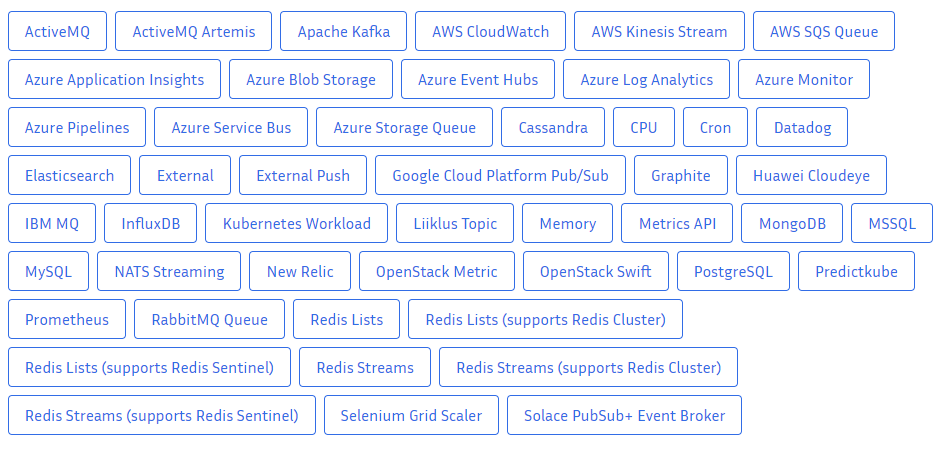 ActiveMQ ActiveMQ Artemis Apache Kafka AWS CloudWatch AWS Kinesis Stream AWS SQS Queue
Azure Application Insights Azure Blob Storage Azure Event Hubs Azure Log Analytics Azure Monitor
Azure Pipelines Azure Service Bus Azure Storage Queue Cassandra CPU Cron Datadog
Elasticsearch External External Push Google Cloud Platform Pub/Sub Graphite Huawei Cloudeye
IBM MQ InfluxDB Kubernetes Workload Liiklus Topic Memory Metrics API MongoDB MSSQL
MySQL NATS Streaming New Relic OpenStack Metric OpenStack Swift PostgreSQL Predictkube
Prometheus RabbitMQ Queue Redis Lists Redis Lists (supports Redis Cluster)
Redis Lists (supports Redis Sentinel) Redis Streams Redis Streams (supports Redis Cluster)
Redis Streams (supports Redis Sentinel) Selenium Grid Scaler Solace PubSub+ Event Broker